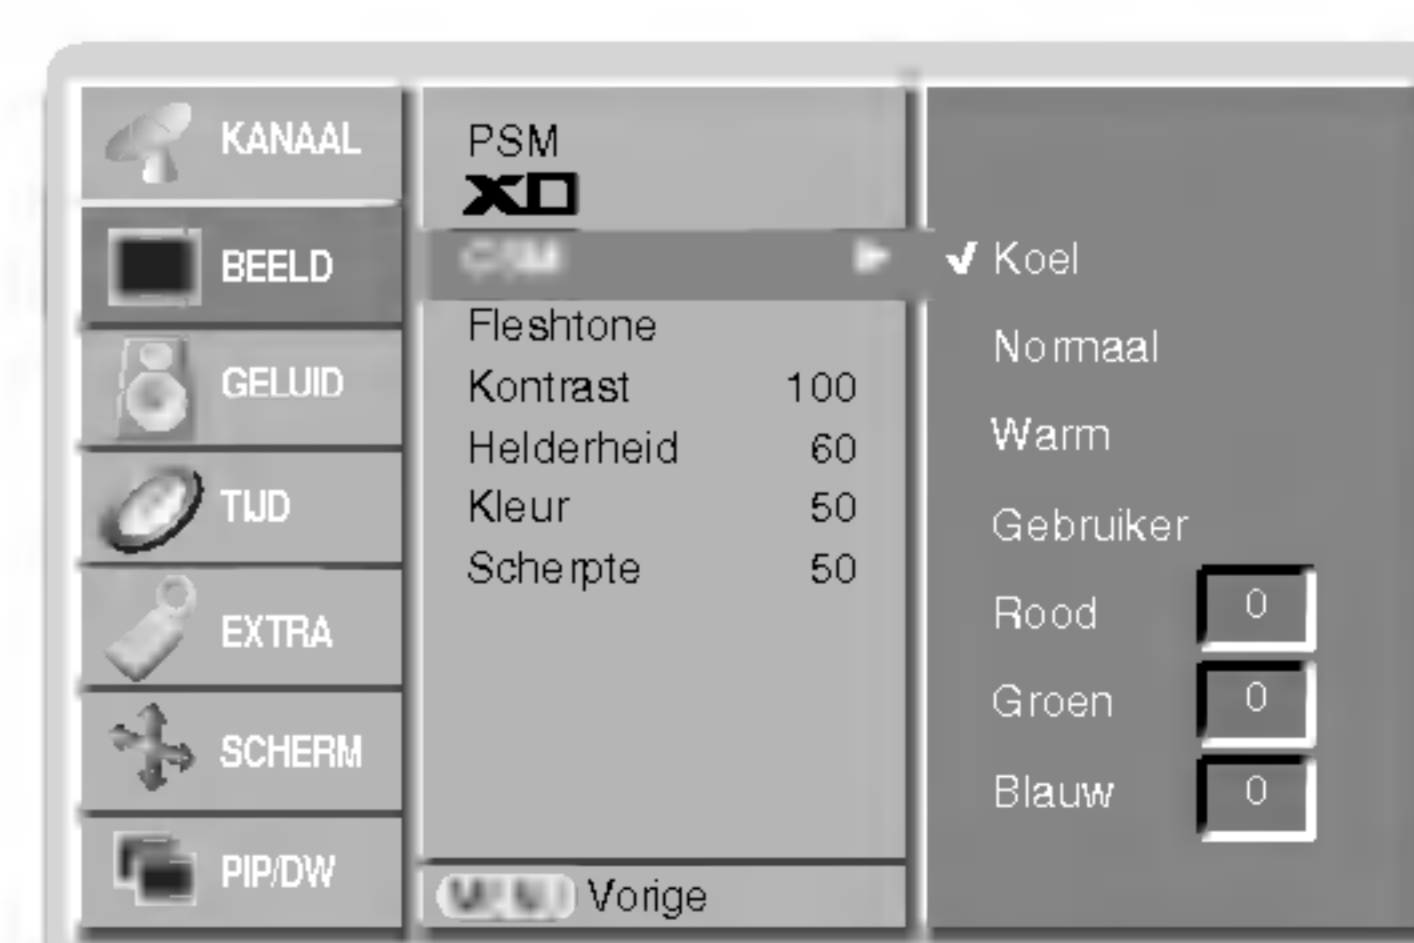 KANAAL
BEELD
GELUID
TIJD
EXTRA
SCHERM
PIP/DW
PSM
XD
Fleshtone
Kontrast 100
Helderheid 60
Kleur 50
Scherpte 50
MENU Vorige
Koel
Normaal
Warm
Gebruiker
Rood 0
Groen 0
Blauw 0